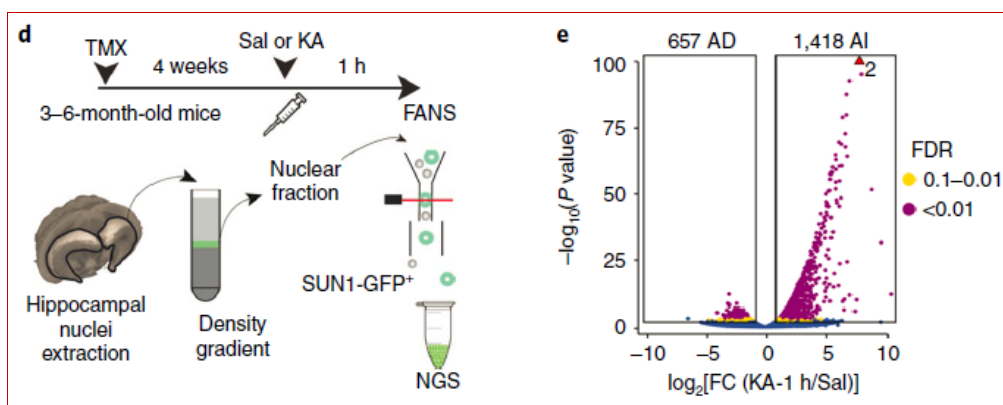 d
TMX
Sal or KA
4 weeks
1 h
3–6-month-old mice
FANS
Nuclear
fraction
SUN1-GFP⁺
Hippocampal
nuclei
extraction
Density
gradient
NGS
e
657 AD
1,418 AI
2
100
75
50
25
0
–log₁₀(P value)
–10
–5
0
5
10
log₂[FC (KA-1 h/Sal)]
FDR
0.1–0.01
<0.01